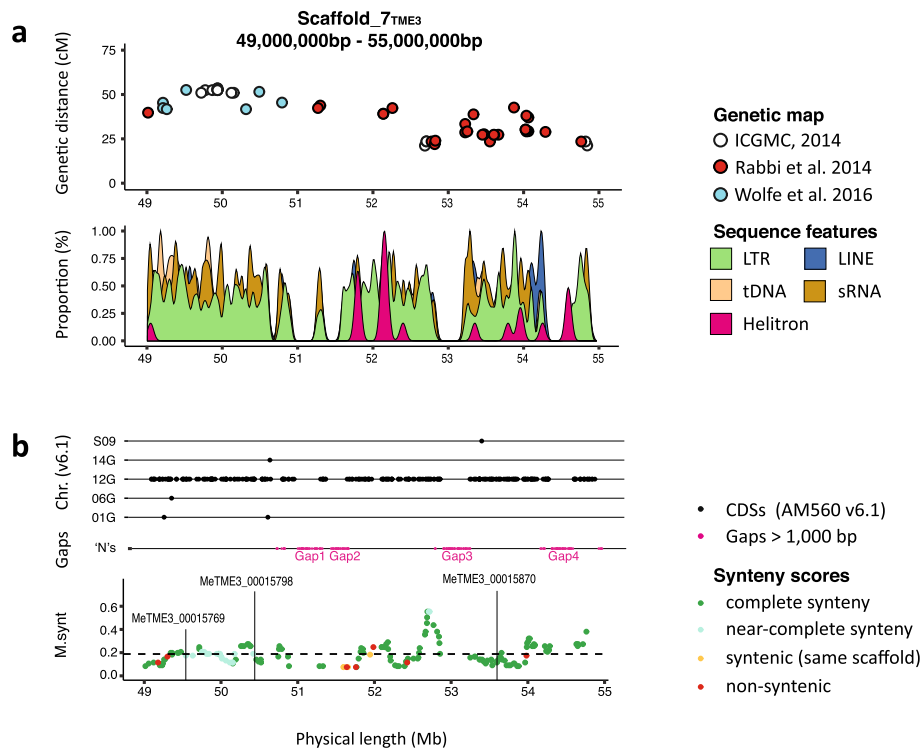 a
Scaffold_7TME3
49,000,000bp - 55,000,000bp
Genetic distance (cM)
75
50
25
0
49 50 51 52 53 54 55
Genetic map
ICGMC, 2014
Rabbi et al. 2014
Wolfe et al. 2016
Proportion (%)
1.00
0.75
0.50
0.25
0.00
49 50 51 52 53 54 55
Sequence features
LTR LINE
tDNA sRNA
Helitron
b
Chr. (v6.1)
S09
14G
12G
06G
01G
Gaps
‘N’s
Gap1 Gap2 Gap3 Gap4
CDSs (AM560 v6.1)
Gaps > 1,000 bp
MeTME3_00015769
MeTME3_00015798
MeTME3_00015870
M.synt
0.6
0.4
0.2
0.0
49 50 51 52 53 54 55
Physical length (Mb)
Synteny scores
complete synteny
near-complete synteny
syntenic (same scaffold)
non-syntenic